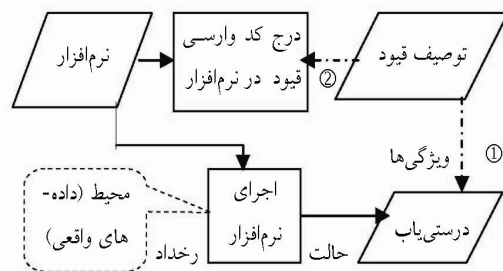 توصیف قیود
درج کد وارسی
قیود در نرم‌افزار
نرم‌افزار
②
①
ویژگی‌ها
محیط (داده-
های واقعی)
رخداد
اجرای
نرم‌افزار
حالت
درستی‌یاب